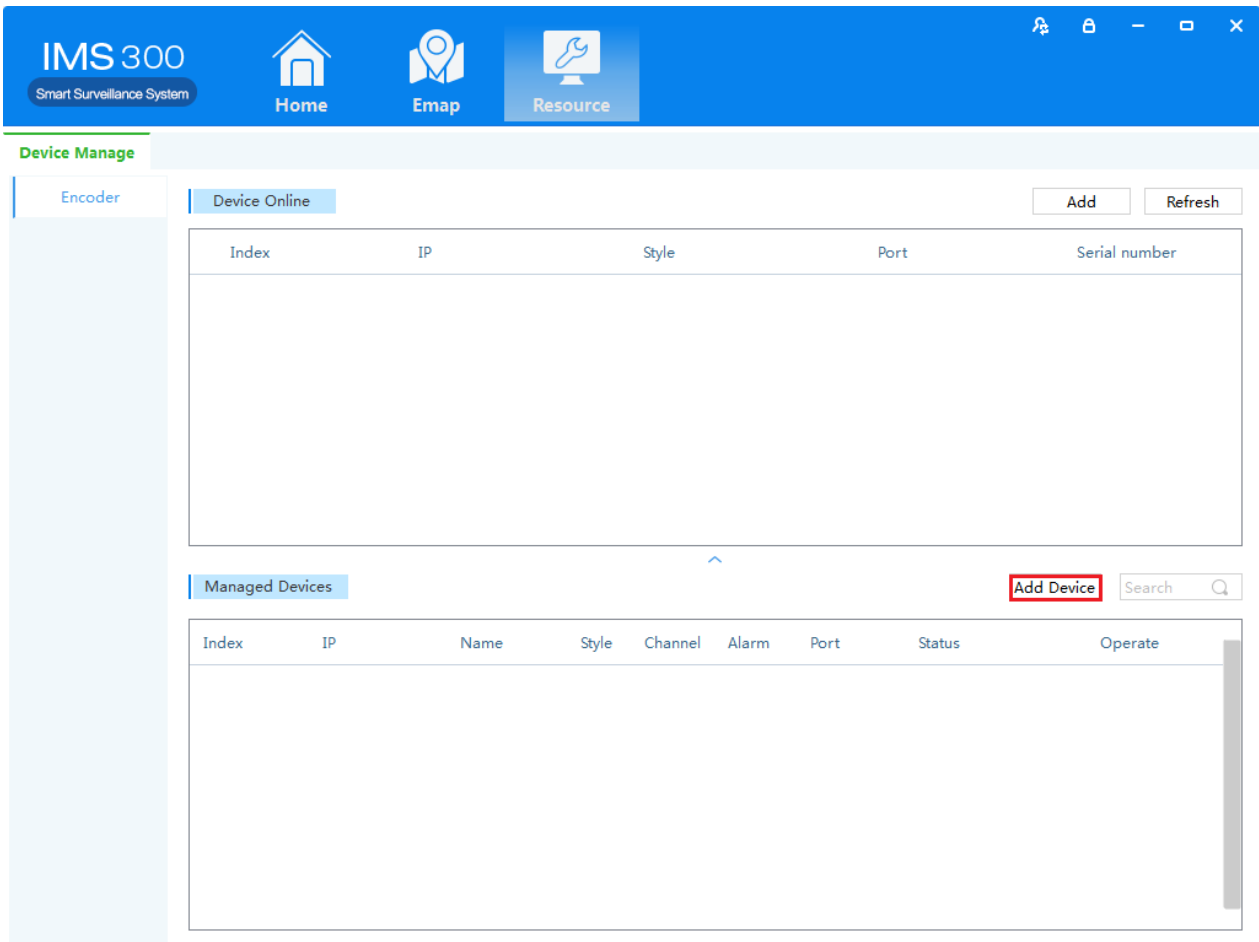 IMS 300
Smart Surveillance System
Home
Emap
Resource
Device Manage
Encoder
Device Online
Add
Refresh
Index IP Style Port Serial number
Managed Devices
Add Device
Search
Index IP Name Style Channel Alarm Port Status Operate